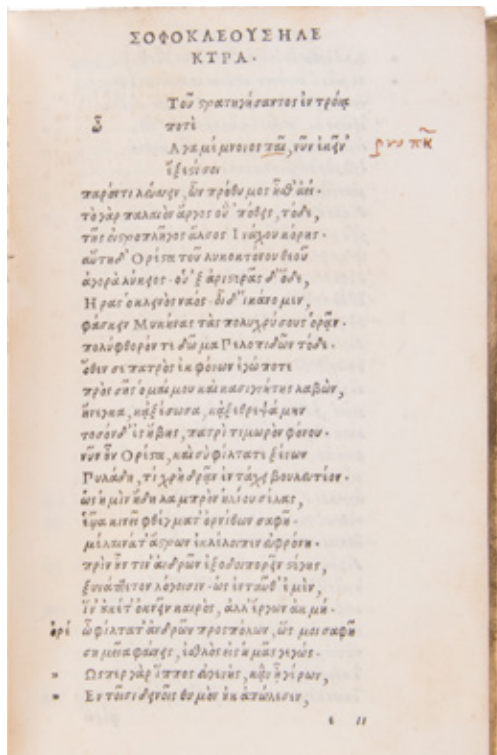 ΣΟΦΟΚΛΕΟΥΣ ΗΛΕ
ΚΤΡΑ.
Τοῦ στρατηγήσαντος ἐν τροίᾳ
ποτὲ
Αγαμέμνονος παῖ, νῦν ἐκεῖν'
ἔξεστί σοι
παρόντι λεύσσειν, ὧν πρόθυμος ἦσθ' ἀεί.
τὸ γὰρ παλαιὸν ἄργος οὑπόθεις, τόδε,
τῆς οἰστροπλῆγος ἄλσος Ινάχου κόρης.
αὕτη δ' Ορέστα τοῦ λυκοκτόνου θεοῦ
ἀγορὰ λύκειος. οὑξ ἀριστερᾶς δ' ὅδε,
Ηρας ὁ κλεινὸς ναός. οἷ δ' ἱκάνομεν,
φάσκειν Μυκήνας τὰς πολυχρύσους ὁρᾶν.
πολύφθορόν τε δῶμα Πελοπιδῶν τόδε.
ὅθεν σε πατρὸς ἐκ φόνων ἐγώ ποτε
πρὸς σῆς ὁμαίμου καὶ κασιγνήτης λαβὼν,
ἤνεγκα, κἀξέσωσα, κἀξεθρεψάμην
τοσόνδ' ἐς ἥβης, πατρὶ τιμωρὸν φόνου.
νῦν οὖν Ορέστα, καὶ σὺ φίλτατε ξένων
Πυλάδη, τί χρὴ δρᾶν ἐν τάχει βουλευτέον.
ὡς ἡμὶν ἤδη λαμπρὸν ἡλίου σέλας,
ἑῷα κινεῖ φθέγματ' ὀρνίθων σαφῆ.
μέλαινά τ' ἄστρων ἐκλέλοιπεν εὐφρόνη.
πρὶν οὖν τιν' ἀνδρῶν ἐξοδοιπορεῖν στέγης,
ξυνάπτετον λόγοισιν. ὡς ἐνταῦθ' ἐμὲν,
ἵν' οὐκέτ' ὀκνεῖν καιρὸς, ἀλλ' ἔργων ἀκμή.
ὀρέ ὦ φίλτατ' ἀνδρῶν προσπόλων, ὥς μοι σαφῆ
σημεῖα φαίνεις, ἐσθλὸς εἰς ἡμᾶς γεγώς.
" Ωσπερ γὰρ ἵππος εὐγενὴς, κἂν ᾖ γέρων,
" Εν τοῖσι δεινοῖς θυμὸν οὐκ ἀπώλεσεν,